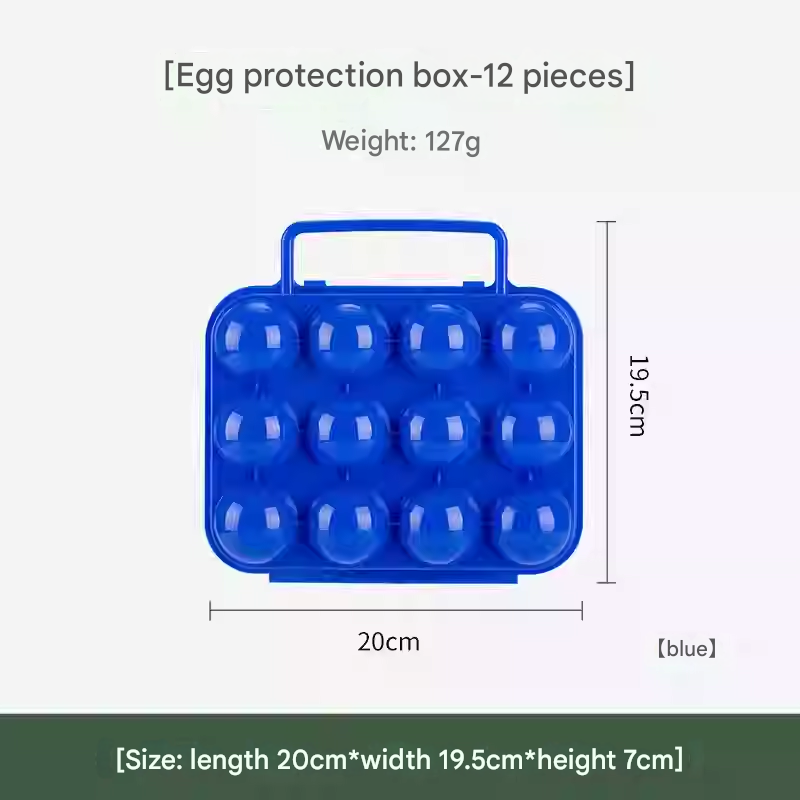 [Egg protection box-12 pieces]
Weight: 127g
19.5cm
20cm
【blue】
[Size: length 20cm*width 19.5cm*height 7cm]